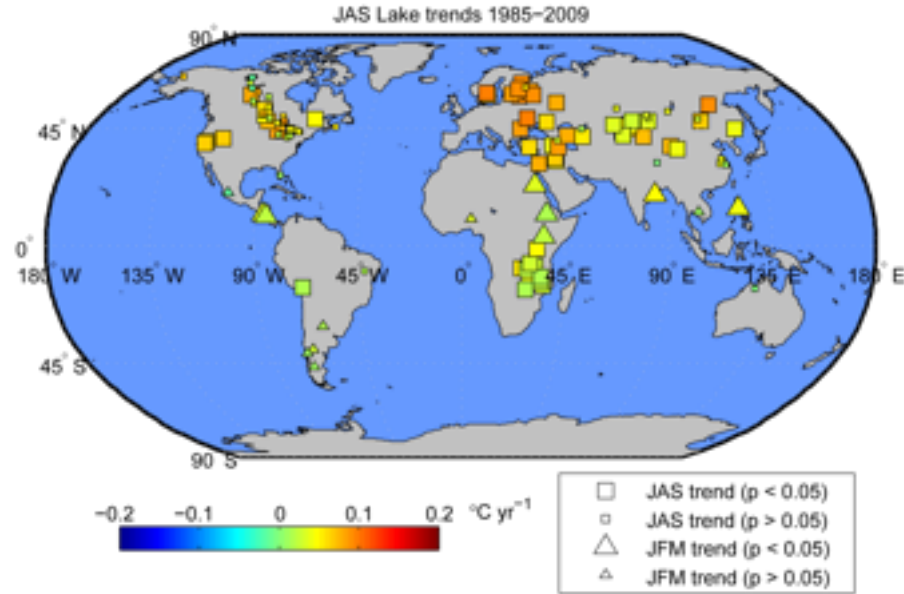 JAS Lake trends 1985−2009
90° N
45° N
0°
180° W 135° W 90° W 45° W 0° 45° E 90° E 135° E 180° E
45° S
90° S
−0.2 −0.1 0 0.1 0.2 °C yr⁻¹
JAS trend (p < 0.05)
JAS trend (p > 0.05)
JFM trend (p < 0.05)
JFM trend (p > 0.05)